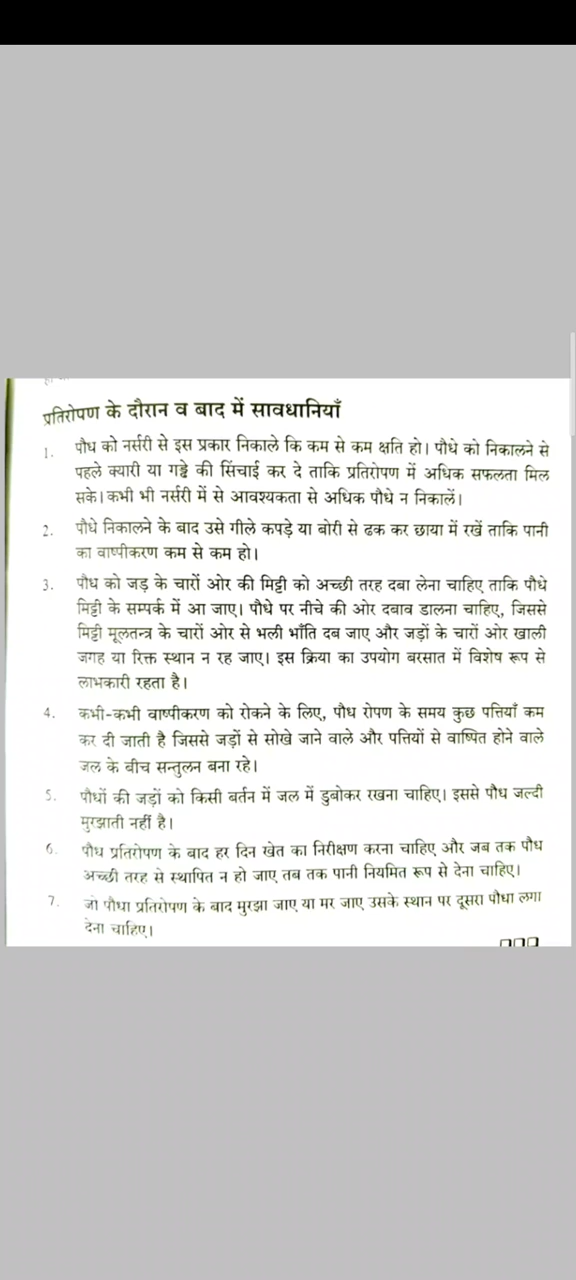 प्रतिरोपण के दौरान व बाद में सावधानियाँ
1. पौध को नर्सरी से इस प्रकार निकाले कि कम से कम क्षति हो। पौधे को निकालने से
पहले क्यारी या गड्ढे की सिंचाई कर दे ताकि प्रतिरोपण में अधिक सफलता मिल
सके। कभी भी नर्सरी में से आवश्यकता से अधिक पौधे न निकालें।
2. पौधे निकालने के बाद उसे गीले कपड़े या बोरी से ढक कर छाया में रखें ताकि पानी
का वाष्पीकरण कम से कम हो।
3. पौध को जड़ के चारों ओर की मिट्टी को अच्छी तरह दबा लेना चाहिए ताकि पौधे
मिट्टी के सम्पर्क में आ जाए। पौधे पर नीचे की ओर दबाव डालना चाहिए, जिससे
मिट्टी मूलतन्त्र के चारों ओर से भली भाँति दब जाए और जड़ों के चारों ओर खाली
जगह या रिक्त स्थान न रह जाए। इस क्रिया का उपयोग बरसात में विशेष रूप से
लाभकारी रहता है।
4. कभी-कभी वाष्पीकरण को रोकने के लिए, पौध रोपण के समय कुछ पत्तियाँ कम
कर दी जाती है जिससे जड़ों से सोखे जाने वाले और पत्तियों से वाष्पित होने वाले
जल के बीच सन्तुलन बना रहे।
5. पौधों की जड़ों को किसी बर्तन में जल में डुबोकर रखना चाहिए। इससे पौध जल्दी
मुरझाती नहीं है।
6. पौध प्रतिरोपण के बाद हर दिन खेत का निरीक्षण करना चाहिए और जब तक पौध
अच्छी तरह से स्थापित न हो जाए तब तक पानी नियमित रूप से देना चाहिए।
7. जो पौधा प्रतिरोपण के बाद मुरझा जाए या मर जाए उसके स्थान पर दूसरा पौधा लगा
देना चाहिए।